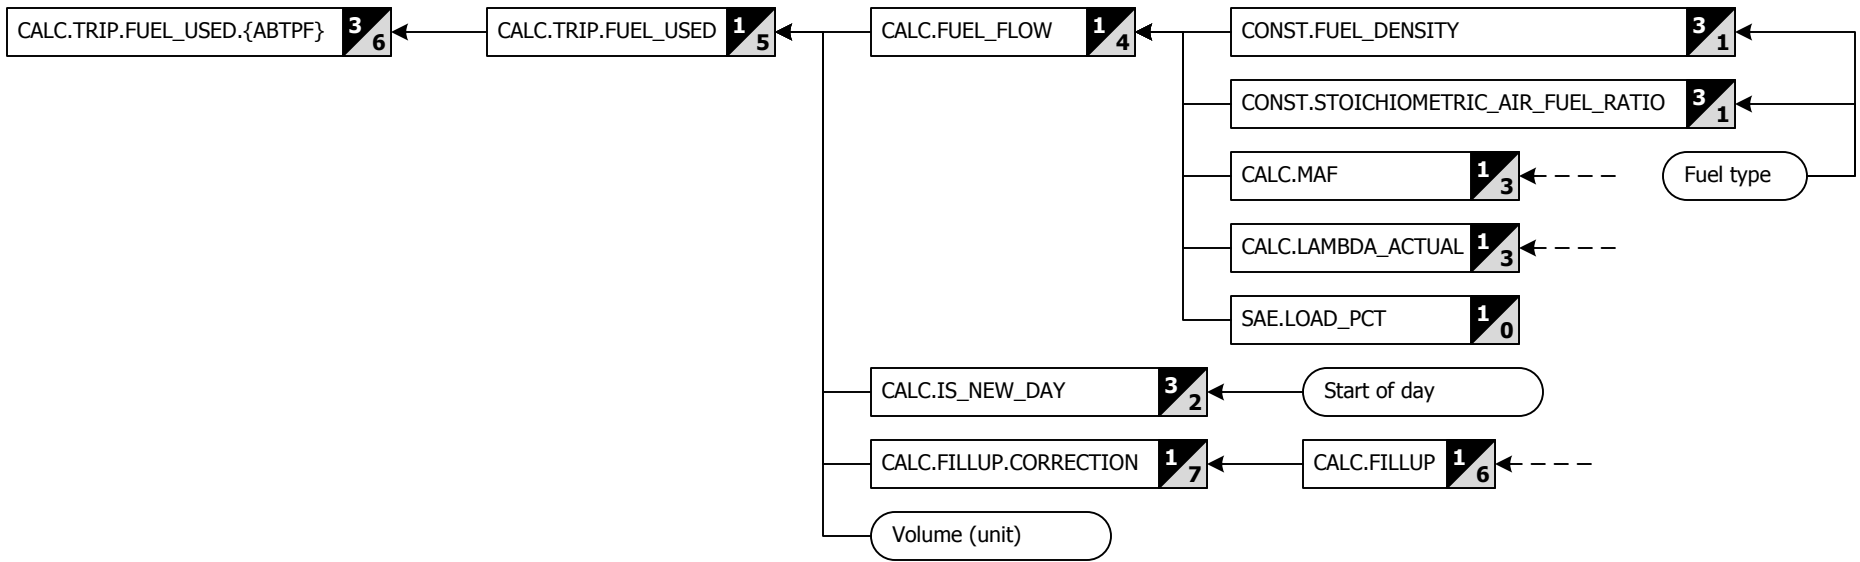 CALC.TRIP.FUEL_USED.{ABTPF} 3 6
CALC.TRIP.FUEL_USED 1 5
CALC.FUEL_FLOW 1 4
CONST.FUEL_DENSITY 3 1
CONST.STOICHIOMETRIC_AIR_FUEL_RATIO 3 1
CALC.MAF 1 3
Fuel type
CALC.LAMBDA_ACTUAL 1 3
SAE.LOAD_PCT 1 0
CALC.IS_NEW_DAY 3 2
Start of day
CALC.FILLUP.CORRECTION 1 7
CALC.FILLUP 1 6
Volume (unit)